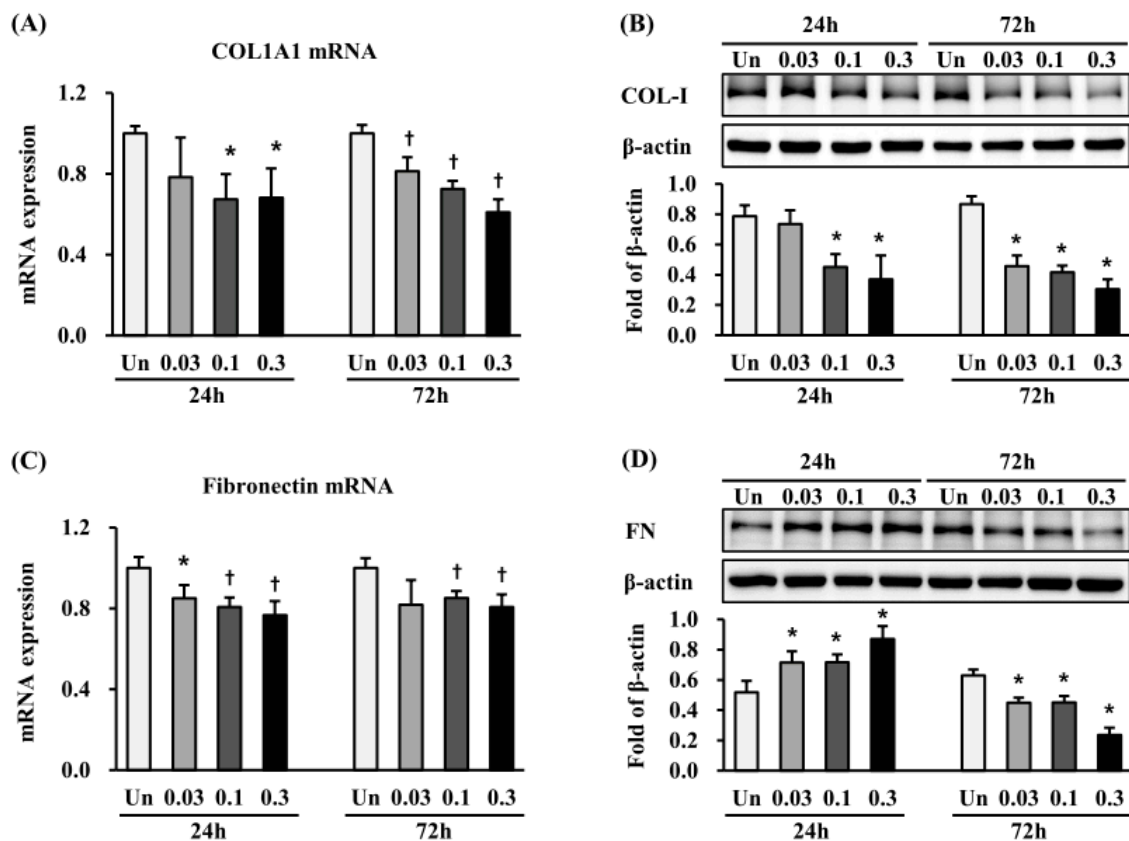 (A)
COL1A1 mRNA
mRNA expression
1.2
0.8
0.4
0.0
* *
† † †
Un 0.03 0.1 0.3 Un 0.03 0.1 0.3
24h 72h
(B)
24h 72h
Un 0.03 0.1 0.3 Un 0.03 0.1 0.3
COL-I
β-actin
Fold of β-actin
1.0
0.8
0.6
0.4
0.2
0.0
* *
* * *
Un 0.03 0.1 0.3 Un 0.03 0.1 0.3
24h 72h
(C)
Fibronectin mRNA
mRNA expression
1.2
0.8
0.4
0.0
* † †
† †
Un 0.03 0.1 0.3 Un 0.03 0.1 0.3
24h 72h
(D)
24h 72h
Un 0.03 0.1 0.3 Un 0.03 0.1 0.3
FN
β-actin
Fold of β-actin
1.0
0.8
0.6
0.4
0.2
0.0
* * *
* * *
Un 0.03 0.1 0.3 Un 0.03 0.1 0.3
24h 72h